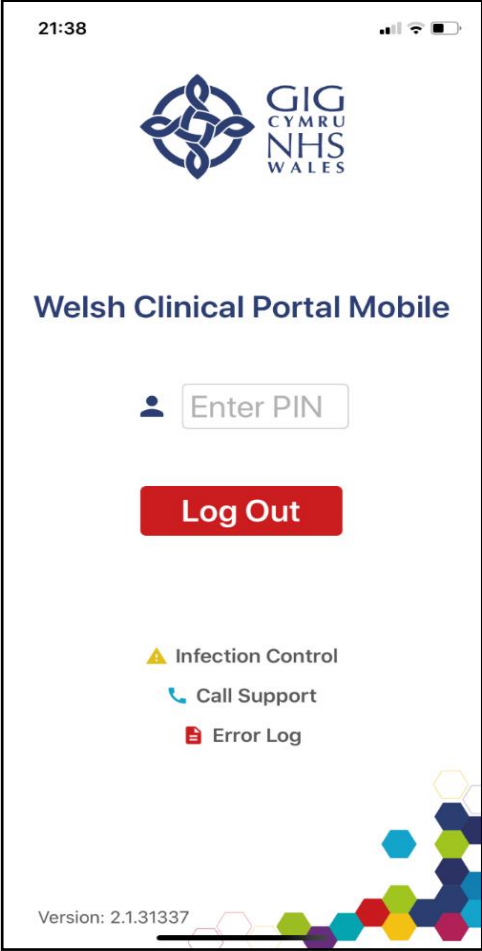 21:38
GIG
CYMRU
NHS
WALES
Welsh Clinical Portal Mobile
Enter PIN
Log Out
Infection Control
Call Support
Error Log
Version: 2.1.31337